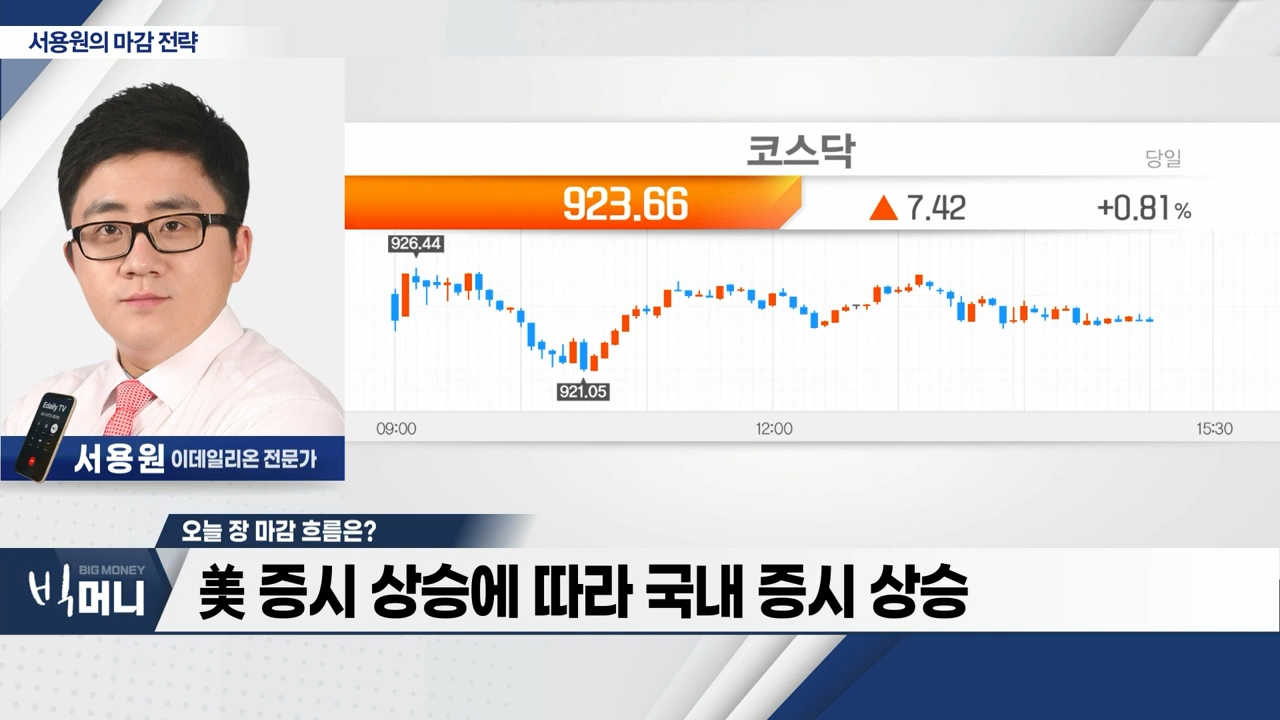 서용원의 마감 전략
코스닥
당일
923.66
▲ 7.42
+0.81%
926.44
921.05
09:00
12:00
15:30
Edaily TV
서용원 이데일리온 전문가
오늘 장 마감 흐름은?
BIG MONEY
빅머니
美 증시 상승에 따라 국내 증시 상승